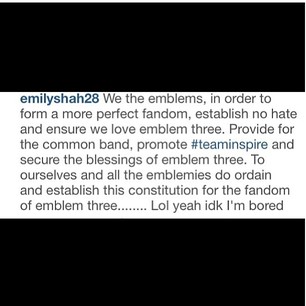 emilyshah28 We the emblems, in order to
form a more perfect fandom, establish no hate
and ensure we love emblem three. Provide for
the common band, promote #teaminspire and
secure the blessings of emblem three. To
ourselves and all the emblemies do ordain
and establish this constitution for the fandom
of emblem three........ Lol yeah idk I'm bored